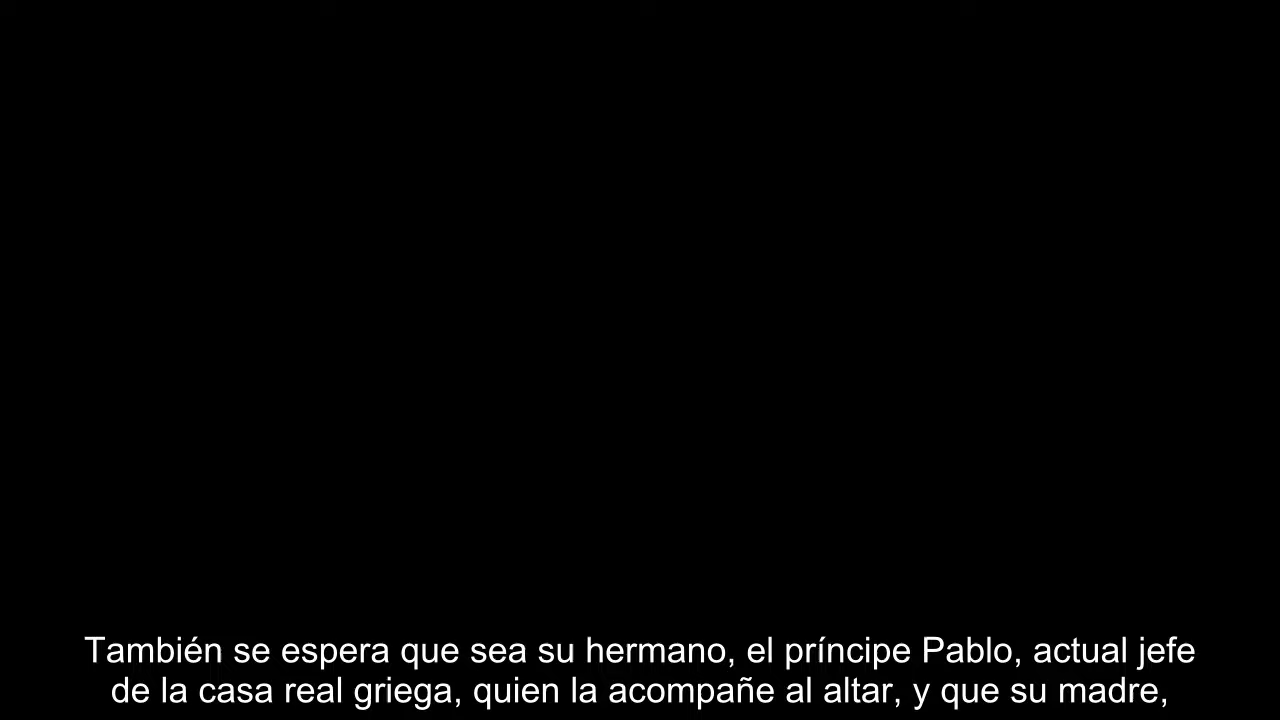 También se espera que sea su hermano, el príncipe Pablo, actual jefe
de la casa real griega, quien la acompañe al altar, y que su madre,